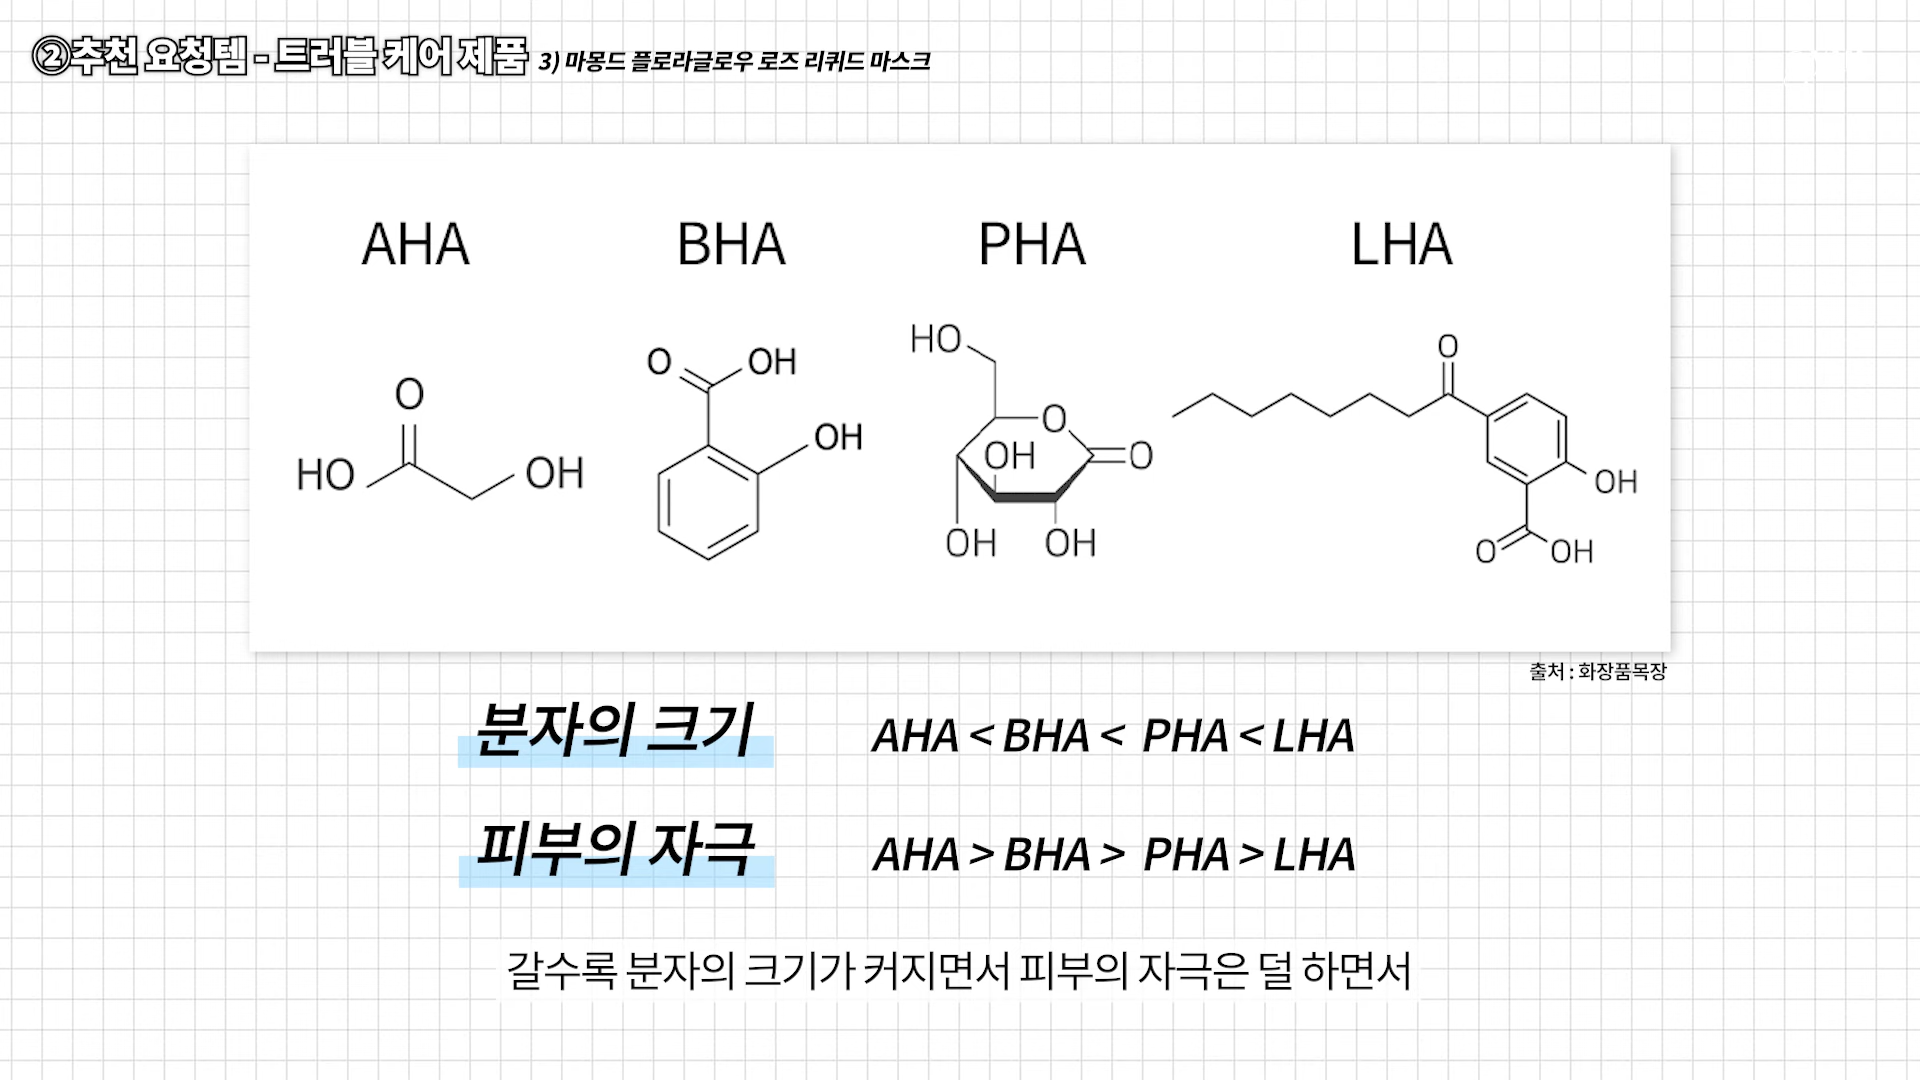 ②추천 요청템 - 트러블 케어 제품 3) 마몽드 플로라글로우 로즈 리퀴드 마스크
AHA BHA PHA LHA
O
HO OH
O OH
OH
HO
O
OH O
OH OH
O
OH
O OH
출처 : 화장품목장
분자의 크기 AHA < BHA < PHA < LHA
피부의 자극 AHA > BHA > PHA > LHA
갈수록 분자의 크기가 커지면서 피부의 자극은 덜 하면서